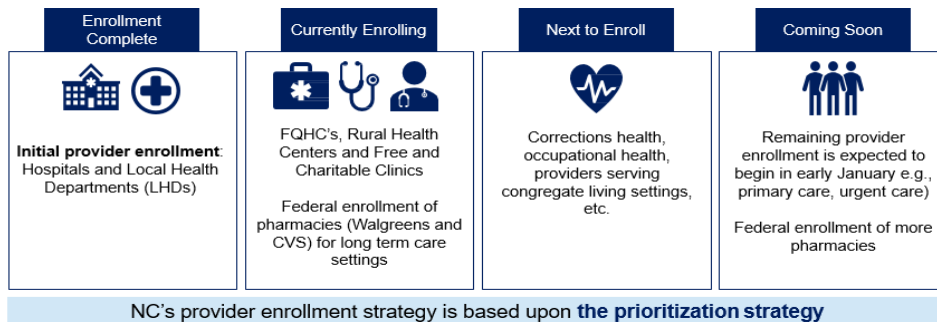 Enrollment
Complete
Initial provider enrollment:
Hospitals and Local Health
Departments (LHDs)
Currently Enrolling
FQHC's, Rural Health
Centers and Free and
Charitable Clinics
Federal enrollment of
pharmacies (Walgreens and
CVS) for long term care
settings
Next to Enroll
Corrections health,
occupational health,
providers serving
congregate living settings,
etc.
Coming Soon
Remaining provider
enrollment is expected to
begin in early January e.g.,
primary care, urgent care)
Federal enrollment of more
pharmacies
NC's provider enrollment strategy is based upon the prioritization strategy